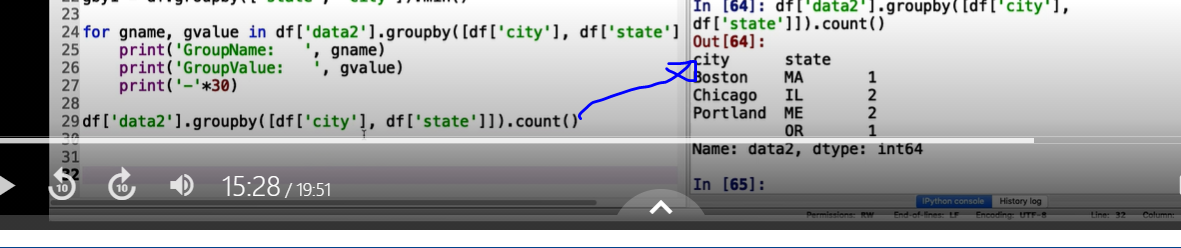 24 for gname, gvalue in df['data2'].groupby([df['city'], df['state']
25 print('GroupName: ', gname)
26 print('GroupValue: ', gvalue)
27 print('-'*30)
28
29 df['data2'].groupby([df['city'], df['state']]).count()
30
31
32
In [64]: df['data2'].groupby([df['city'],
df['state']]).count()
Out[64]:
city state
Boston MA 1
Chicago IL 2
Portland ME 2
OR 1
Name: data2, dtype: int64
In [65]:
IPython console History log
Permissions: RW End-of-lines: LF Encoding: UTF-8 Line: 32 Column:
10 10 15:28 / 19:51